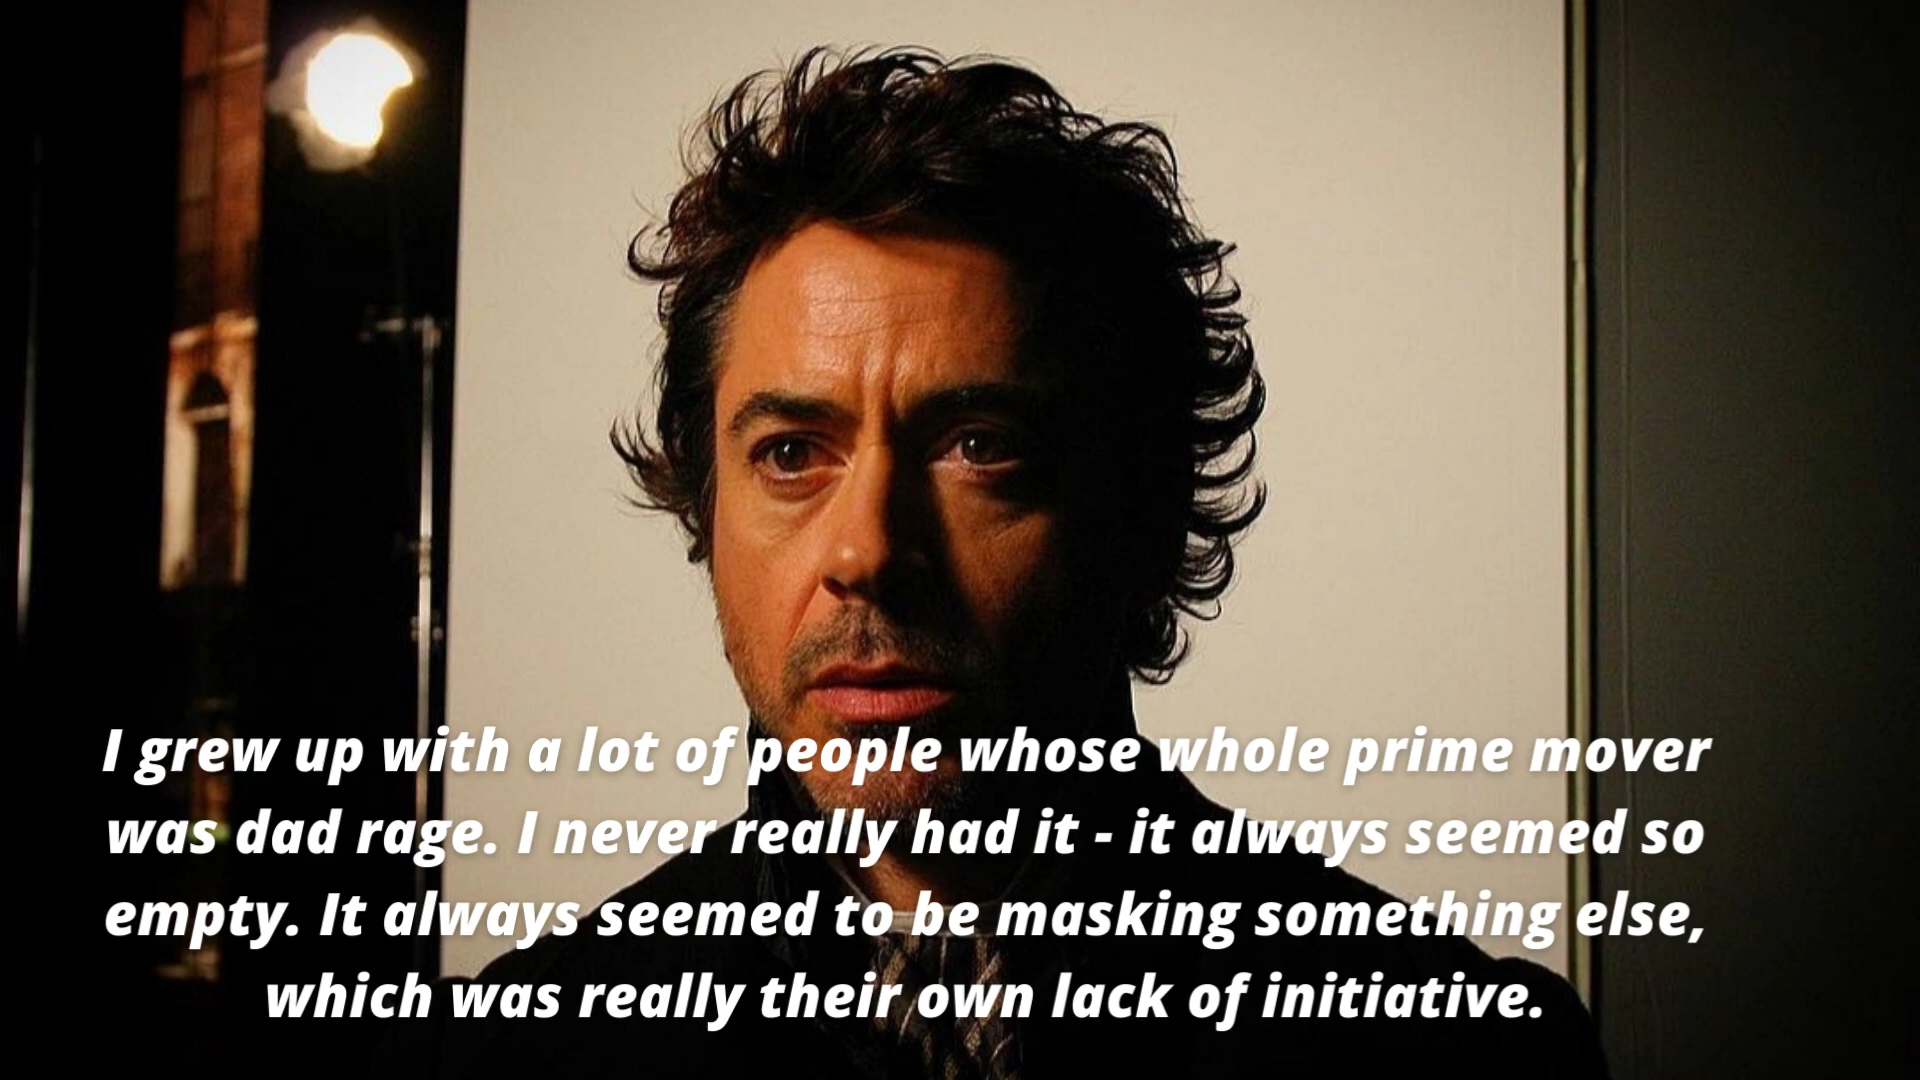 I grew up with a lot of people whose whole prime mover
was dad rage. I never really had it - it always seemed so
empty. It always seemed to be masking something else,
which was really their own lack of initiative.